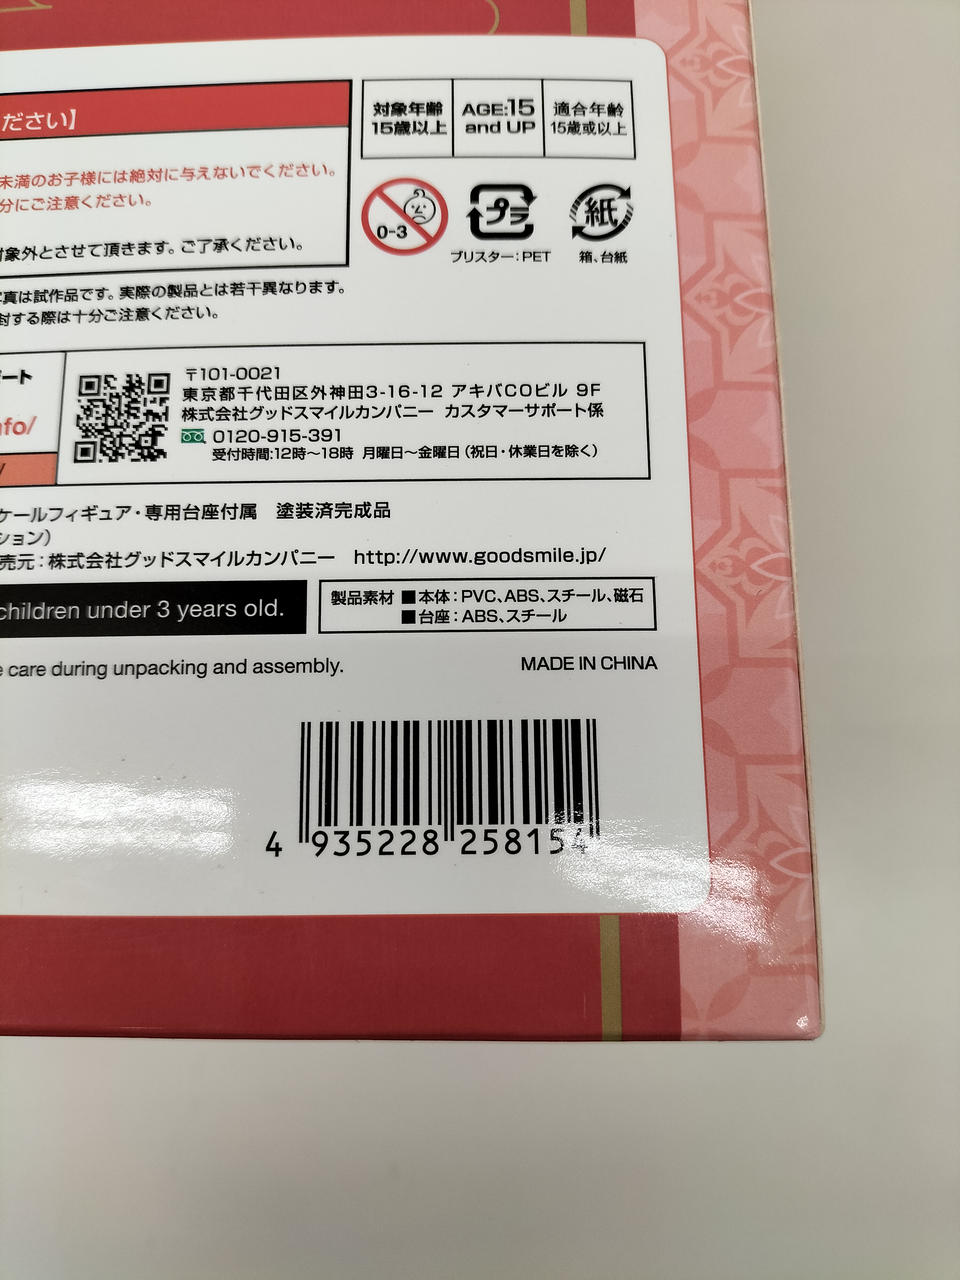 ださい】
対象年齢
15歳以上
AGE:15
and UP
適合年齢
15歳或以上
未満のお子様には絶対に与えないでください。
分にご注意ください。
対象外とさせて頂きます。ご了承ください。
0-3
プラ
紙
ブリスター：PET
箱、台紙
写真は試作品です。実際の製品とは若干異なります。
封する際は十分ご注意ください。
ポート
nfo/
/
〒101-0021
東京都千代田区外神田3-16-12 アキバCOビル 9F
株式会社グッドスマイルカンパニー カスタマーサポート係
0120-915-391
受付時間:12時～18時 月曜日～金曜日（祝日・休業日を除く）
ケールフィギュア・専用台座付属 塗装済完成品
ション）
売元：株式会社グッドスマイルカンパニー http://www.goodsmile.jp/
children under 3 years old.
製品素材 ■本体：PVC、ABS、スチール、磁石
■台座：ABS、スチール
e care during unpacking and assembly.
MADE IN CHINA
4 935228 258154